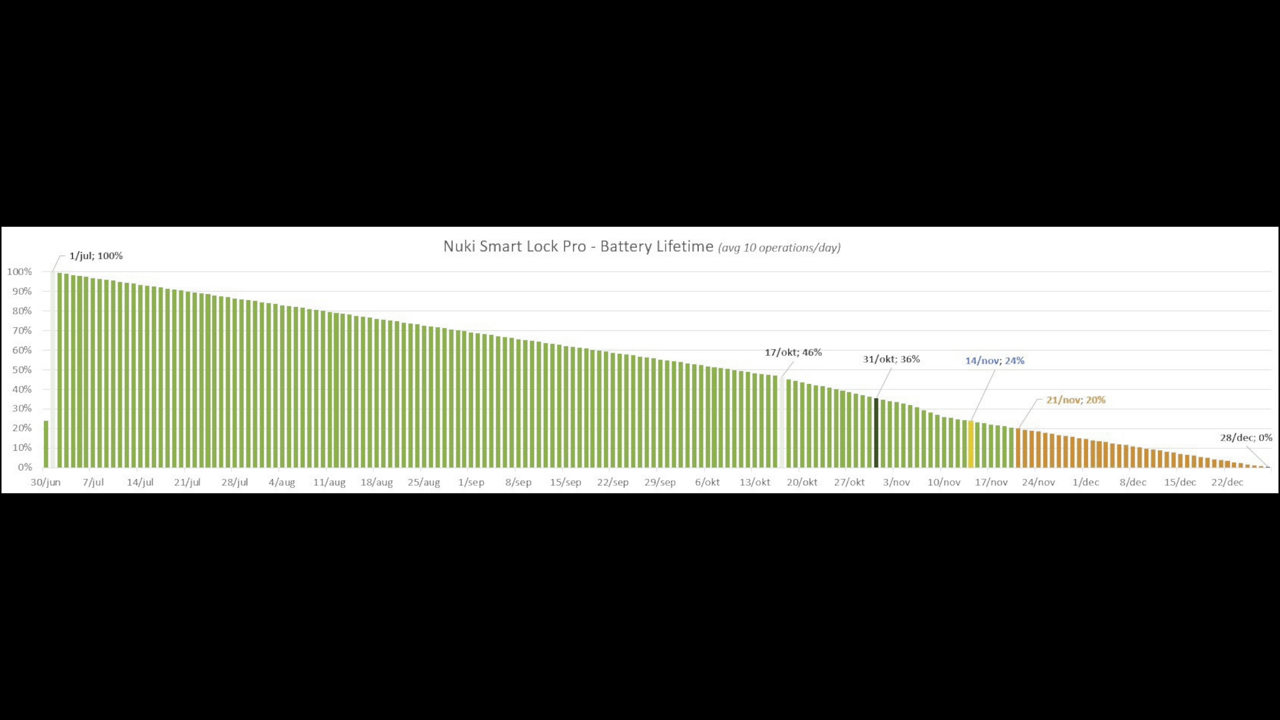 Nuki Smart Lock Pro - Battery Lifetime (avg 10 operations/day)
1/jul; 100%
100%
90%
80%
70%
60%
50%
40%
30%
20%
10%
0%
17/okt; 46%
31/okt; 36%
14/nov; 24%
21/nov; 20%
28/dec; 0%
30/jun 7/jul 14/jul 21/jul 28/jul 4/aug 11/aug 18/aug 25/aug 1/sep 8/sep 15/sep 22/sep 29/sep 6/okt 13/okt 20/okt 27/okt 3/nov 10/nov 17/nov 24/nov 1/dec 8/dec 15/dec 22/dec